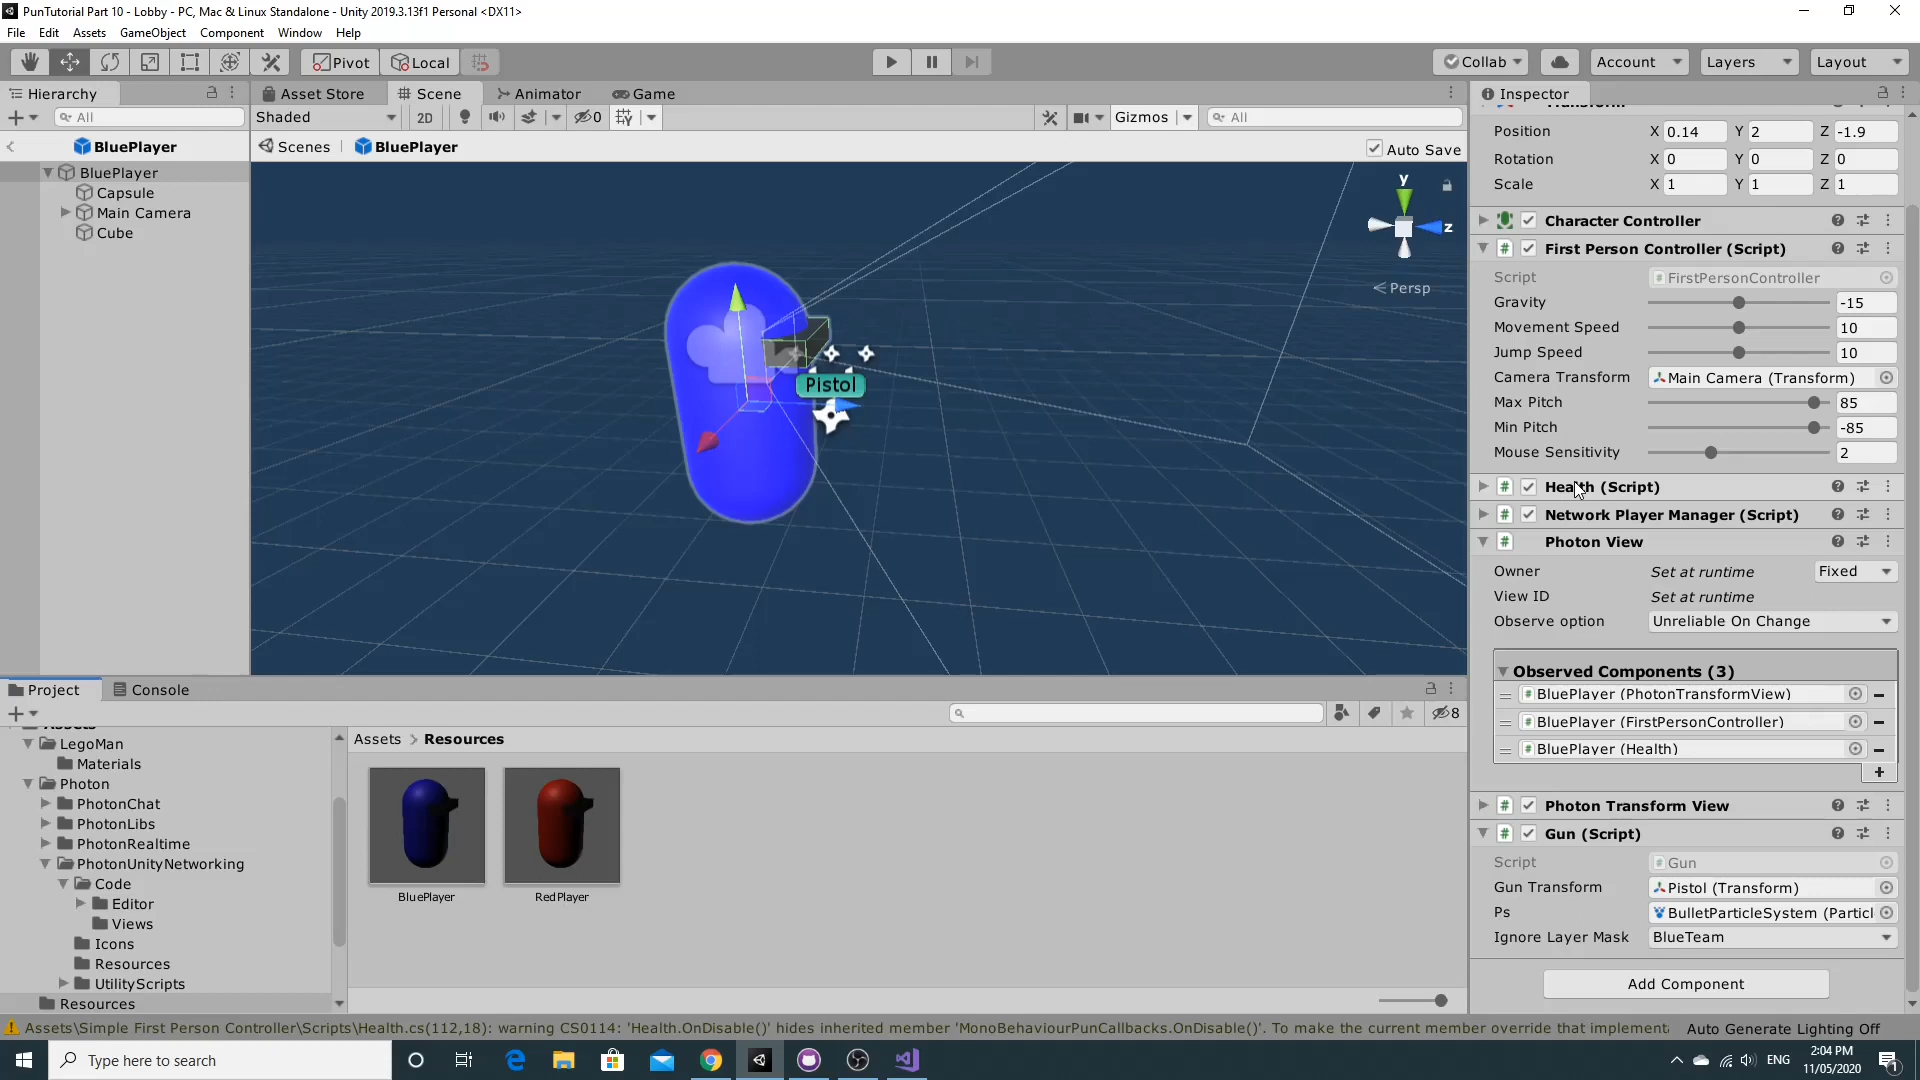 PunTutorial Part 10 - Lobby - PC, Mac & Linux Standalone - Unity 2019.3.13f1 Personal <DX11>
File Edit Assets GameObject Component Window Help
Pivot Local Collab Account Layers Layout
Hierarchy
All
BluePlayer
BluePlayer
Capsule
Main Camera
Cube
Asset Store Scene Animator Game
Shaded 2D 0 Gizmos All
Scenes BluePlayer Auto Save
y
z
Persp
Pistol
Inspector
Position X 0.14 Y 2 Z -1.9
Rotation X 0 Y 0 Z 0
Scale X 1 Y 1 Z 1
Character Controller
First Person Controller (Script)
Script FirstPersonController
Gravity -15
Movement Speed 10
Jump Speed 10
Camera Transform Main Camera (Transform)
Max Pitch 85
Min Pitch -85
Mouse Sensitivity 2
Health (Script)
Network Player Manager (Script)
Photon View
Owner Set at runtime Fixed
View ID Set at runtime
Observe option Unreliable On Change
Observed Components (3)
BluePlayer (PhotonTransformView)
BluePlayer (FirstPersonController)
BluePlayer (Health)
Photon Transform View
Gun (Script)
Script Gun
Gun Transform Pistol (Transform)
Ps BulletParticleSystem (Particl
Ignore Layer Mask BlueTeam
Add Component
Project Console
8
Assets
LegoMan
Materials
Photon
PhotonChat
PhotonLibs
PhotonRealtime
PhotonUnityNetworking
Code
Editor
Views
Icons
Resources
UtilityScripts
Resources
Assets > Resources
BluePlayer RedPlayer
Assets\Simple First Person Controller\Scripts\Health.cs(112,18): warning CS0114: 'Health.OnDisable()' hides inherited member 'MonoBehaviourPunCallbacks.OnDisable()'. To make the current member override that implementa
Auto Generate Lighting Off
Type here to search
ENG
2:04 PM
11/05/2020
1